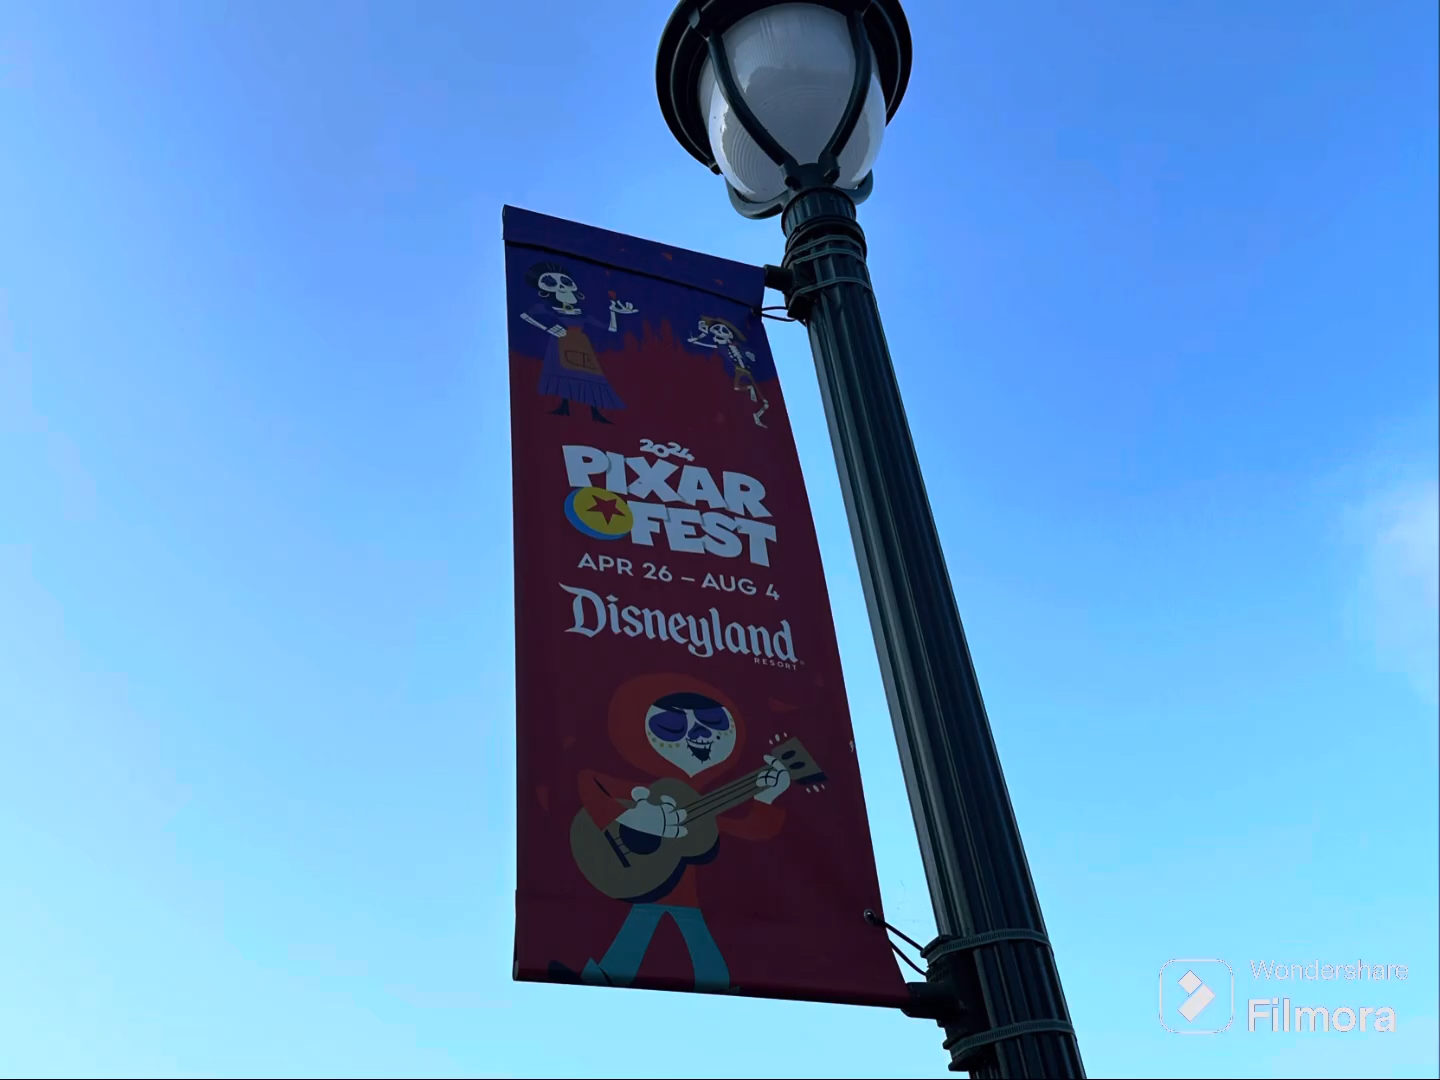 2024
PIXAR
FEST
APR 26 – AUG 4
Disneyland
RESORT®
Wondershare
Filmora